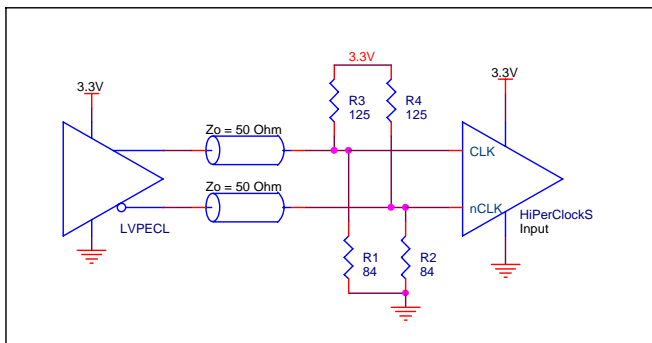 3.3V
3.3V
3.3V
R3
125
R4
125
Zo = 50 Ohm
CLK
Zo = 50 Ohm
nCLK
HiPerClockS
Input
LVPECL
R1
84
R2
84